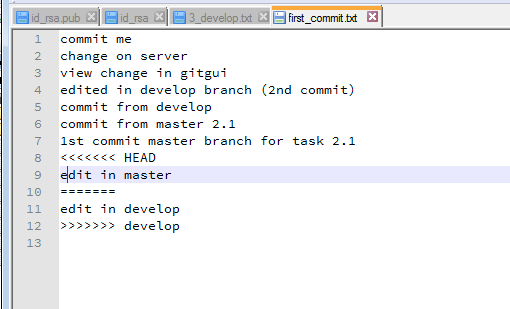 id_rsa.pub id_rsa 3_develop.txt first_commit.txt
1 commit me
2 change on server
3 view change in gitgui
4 edited in develop branch (2nd commit)
5 commit from develop
6 commit from master 2.1
7 1st commit master branch for task 2.1
8 <<<<<<< HEAD
9 edit in master
10 =======
11 edit in develop
12 >>>>>>> develop
13